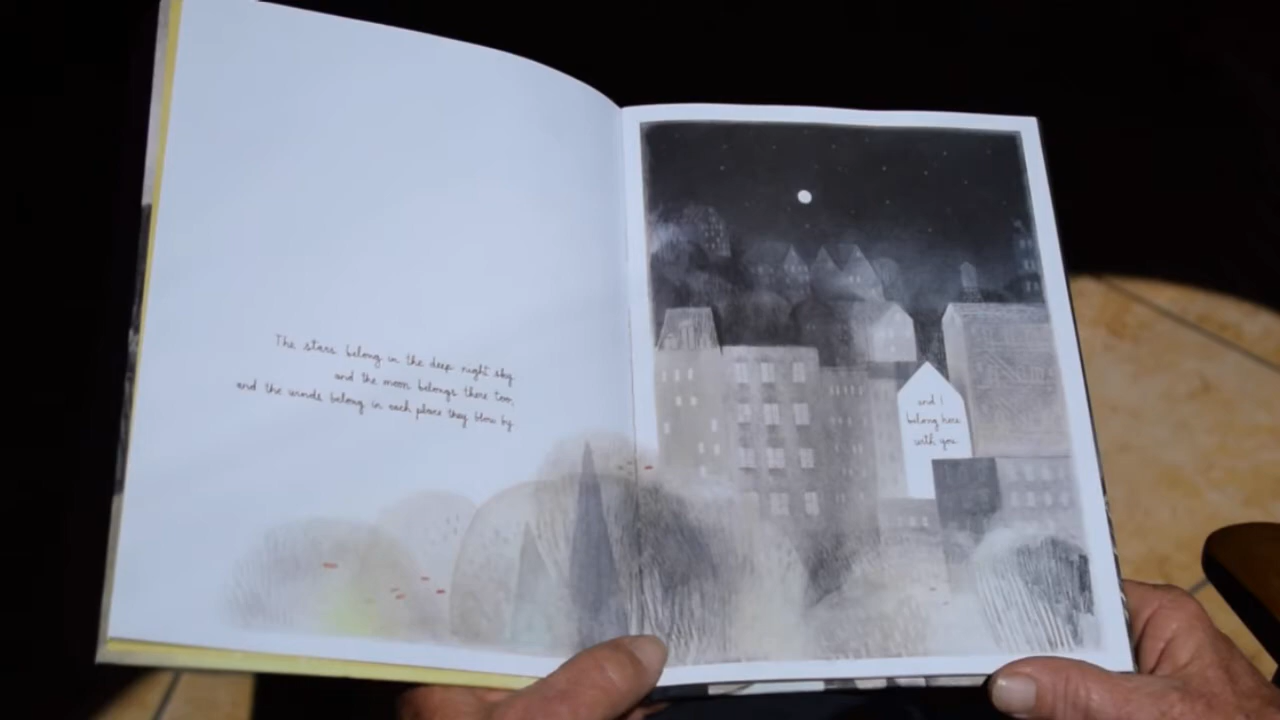 The stars belong in the deep night sky
and the moon belongs there too,
and the winds belong in each place they blow by
and I
belong here
with you